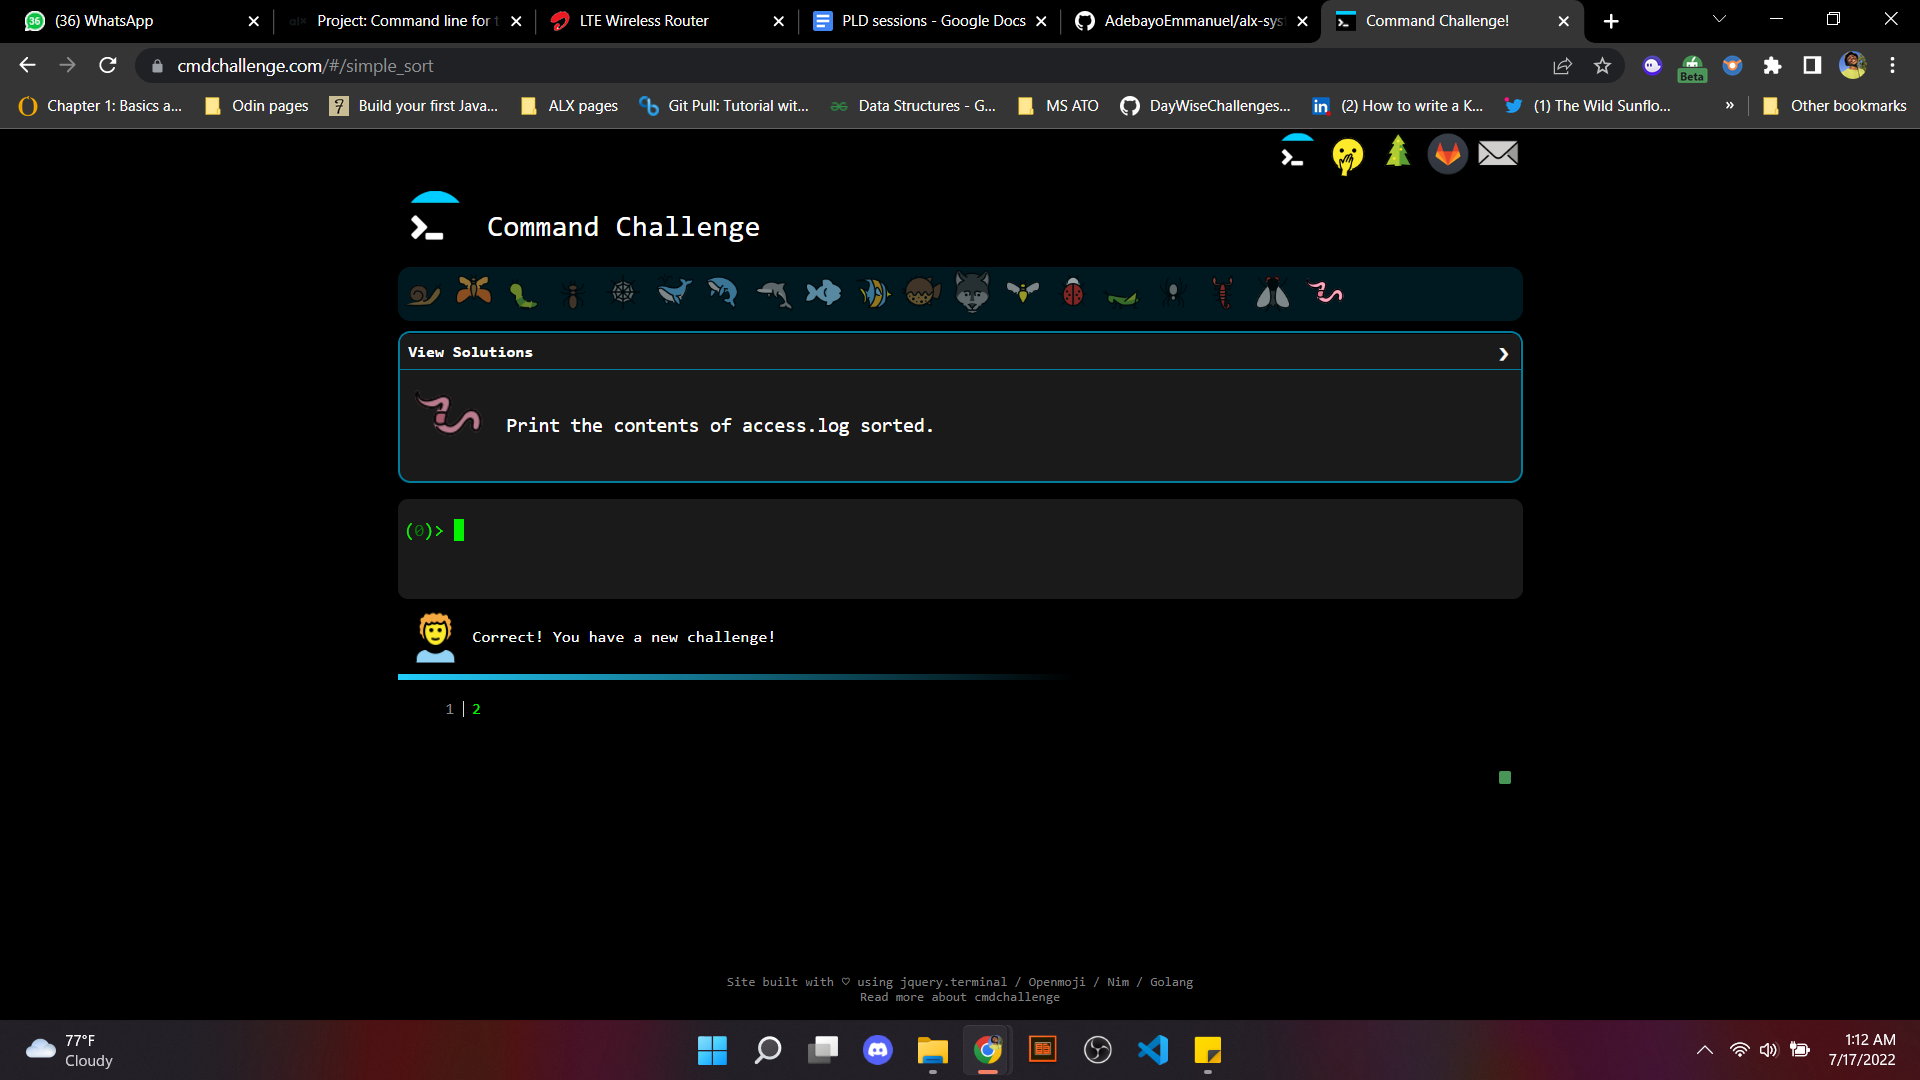 (36) WhatsApp
Project: Command line for t
LTE Wireless Router
PLD sessions - Google Docs
AdebayoEmmanuel/alx-sys
Command Challenge!
cmdchallenge.com/#/simple_sort
Beta
Chapter 1: Basics a...
Odin pages
Build your first Java...
ALX pages
Git Pull: Tutorial wit...
Data Structures - G...
MS ATO
DayWiseChallenges...
(2) How to write a K...
(1) The Wild Sunflo...
»
Other bookmarks
Command Challenge
View Solutions
Print the contents of access.log sorted.
(0)>
Correct! You have a new challenge!
1 | 2
Site built with ♡ using jquery.terminal / Openmoji / Nim / Golang
Read more about cmdchallenge
77°F
Cloudy
1:12 AM
7/17/2022